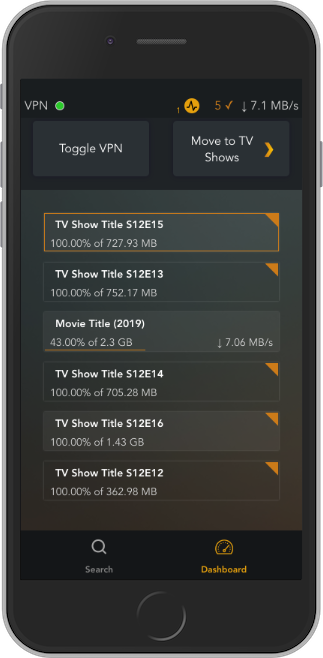 VPN 1 5 ✓ ↓ 7.1 MB/s
Toggle VPN
Move to TV
Shows
TV Show Title S12E15
100.00% of 727.93 MB
TV Show Title S12E13
100.00% of 752.17 MB
Movie Title (2019)
43.00% of 2.3 GB ↓ 7.06 MB/s
TV Show Title S12E14
100.00% of 705.28 MB
TV Show Title S12E16
100.00% of 1.43 GB
TV Show Title S12E12
100.00% of 362.98 MB
Search Dashboard